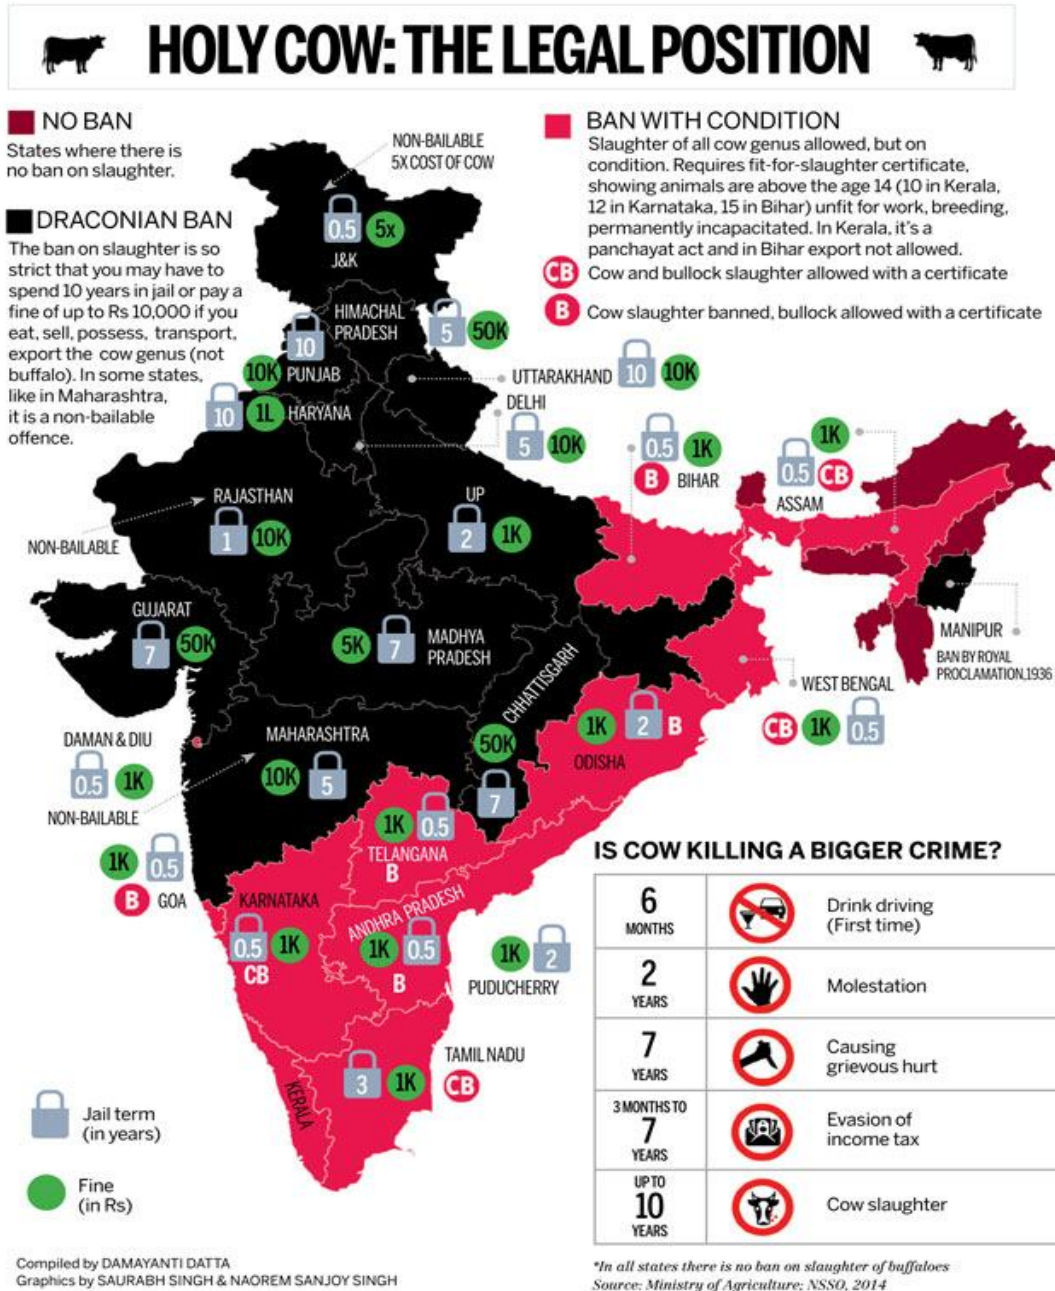 HOLY COW: THE LEGAL POSITION
NO BAN
States where there is
no ban on slaughter.
DRACONIAN BAN
The ban on slaughter is so
strict that you may have to
spend 10 years in jail or pay a
fine of up to Rs 10,000 if you
eat, sell, possess, transport,
export the cow genus (not
buffalo). In some states,
like in Maharashtra,
it is a non-bailable
offence.
BAN WITH CONDITION
Slaughter of all cow genus allowed, but on
condition. Requires fit-for-slaughter certificate,
showing animals are above the age 14 (10 in Kerala,
12 in Karnataka, 15 in Bihar) unfit for work, breeding,
permanently incapacitated. In Kerala, it's a
panchayat act and in Bihar export not allowed.
CB Cow and bullock slaughter allowed with a certificate
B Cow slaughter banned, bullock allowed with a certificate
NON-BAILABLE
5X COST OF COW
0.5 5x
J&K
HIMACHAL
PRADESH
5 50K
10
10K PUNJAB
UTTARAKHAND 10 10K
10 1L HARYANA
DELHI
5 10K
0.5 1K
B BIHAR
1K
0.5 CB
ASSAM
RAJASTHAN
1 10K
NON-BAILABLE
UP
2 1K
GUJARAT
7 50K
5K 7 MADHYA
PRADESH
CHHATTISGARH
50K
7
MANIPUR
BAN BY ROYAL
PROCLAMATION,1936
WEST BENGAL
CB 1K 0.5
1K 2 B
ODISHA
DAMAN & DIU
0.5 1K
MAHARASHTRA
10K 5
NON-BAILABLE
1K 0.5
B GOA
1K 0.5
TELANGANA
B
KARNATAKA
0.5 1K
CB
ANDHRA PRADESH
1K 0.5
B
1K 2
PUDUCHERRY
TAMIL NADU
3 1K CB
KERALA
Jail term
(in years)
Fine
(in Rs)
IS COW KILLING A BIGGER CRIME?
6
MONTHS
Drink driving
(First time)
2
YEARS
Molestation
7
YEARS
Causing
grievous hurt
3 MONTHS TO
7
YEARS
Evasion of
income tax
UP TO
10
YEARS
Cow slaughter
Compiled by DAMAYANTI DATTA
Graphics by SAURABH SINGH & NAOREM SANJOY SINGH
*In all states there is no ban on slaughter of buffaloes
Source: Ministry of Agriculture; NSSO, 2014